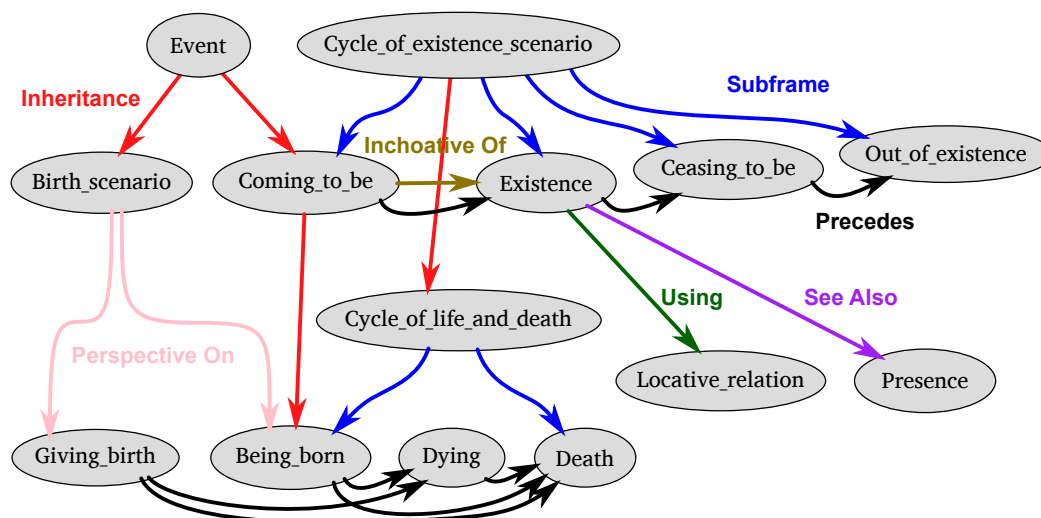 Event
Cycle_of_existence_scenario
Inheritance
Subframe
Inchoative Of
Birth_scenario
Coming_to_be
Existence
Ceasing_to_be
Out_of_existence
Precedes
Using
See Also
Cycle_of_life_and_death
Perspective On
Locative_relation
Presence
Giving_birth
Being_born
Dying
Death